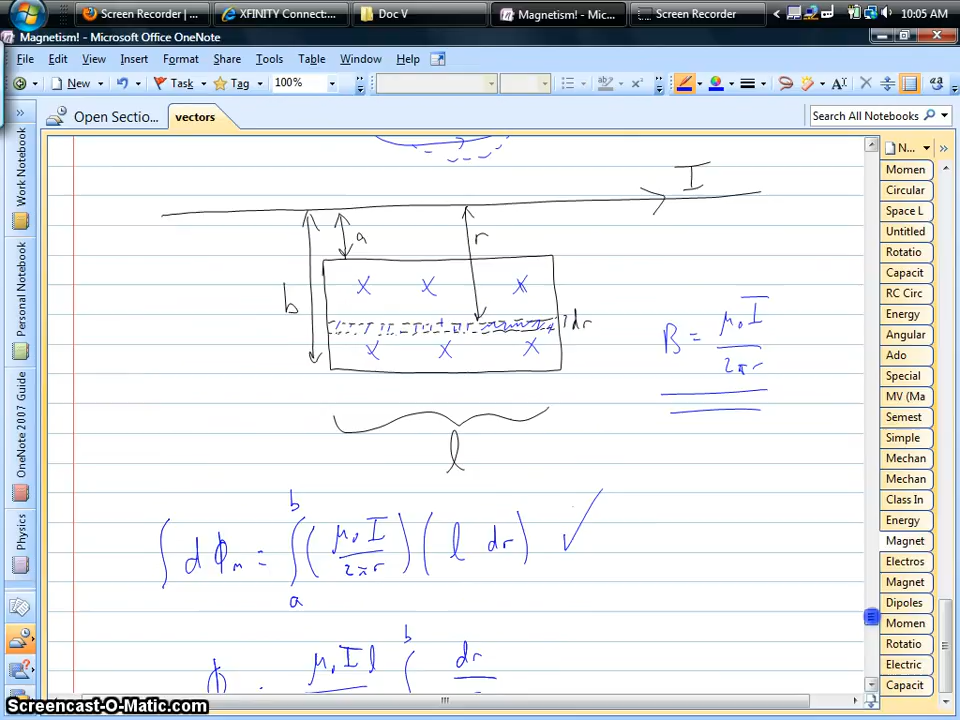 Screen Recorder | ...
XFINITY Connect:...
Doc V
Magnetism! - Mic...
Screen Recorder
10:05 AM
Magnetism! - Microsoft Office OneNote
File Edit View Insert Format Share Tools Table Window Help
New Task Tag 100%
Open Sectio... vectors
Search All Notebooks
N...
Work Notebook
Personal Notebook
OneNote 2007 Guide
Physics
Momen
Circular
Space L
Untitled
Rotatio
Capacit
RC Circ
Energy
Angular
Ado
Special
MV (Ma
Semest
Simple
Mechan
Mechan
Class In
Energy
Magnet
Electros
Magnet
Dipoles
Momen
Rotatio
Electric
Capacit
I
a
r
b
X X X
dr
X X X
B = μ₀I / 2πr
l
∫ dϕm = ∫ₐᵇ (μ₀I / 2πr) (l dr) ✓
ϕ = μ₀Il ∫ᵇ dr
Screencast-O-Matic.com